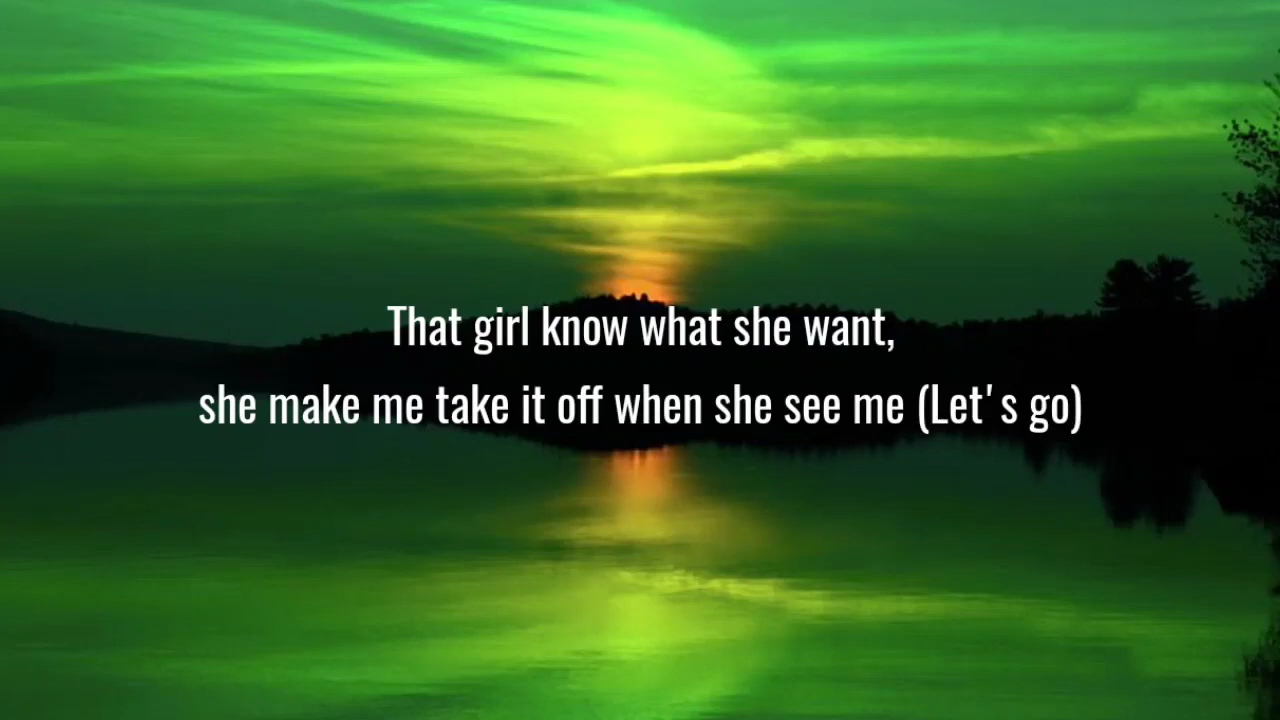 That girl know what she want,
she make me take it off when she see me (Let's go)